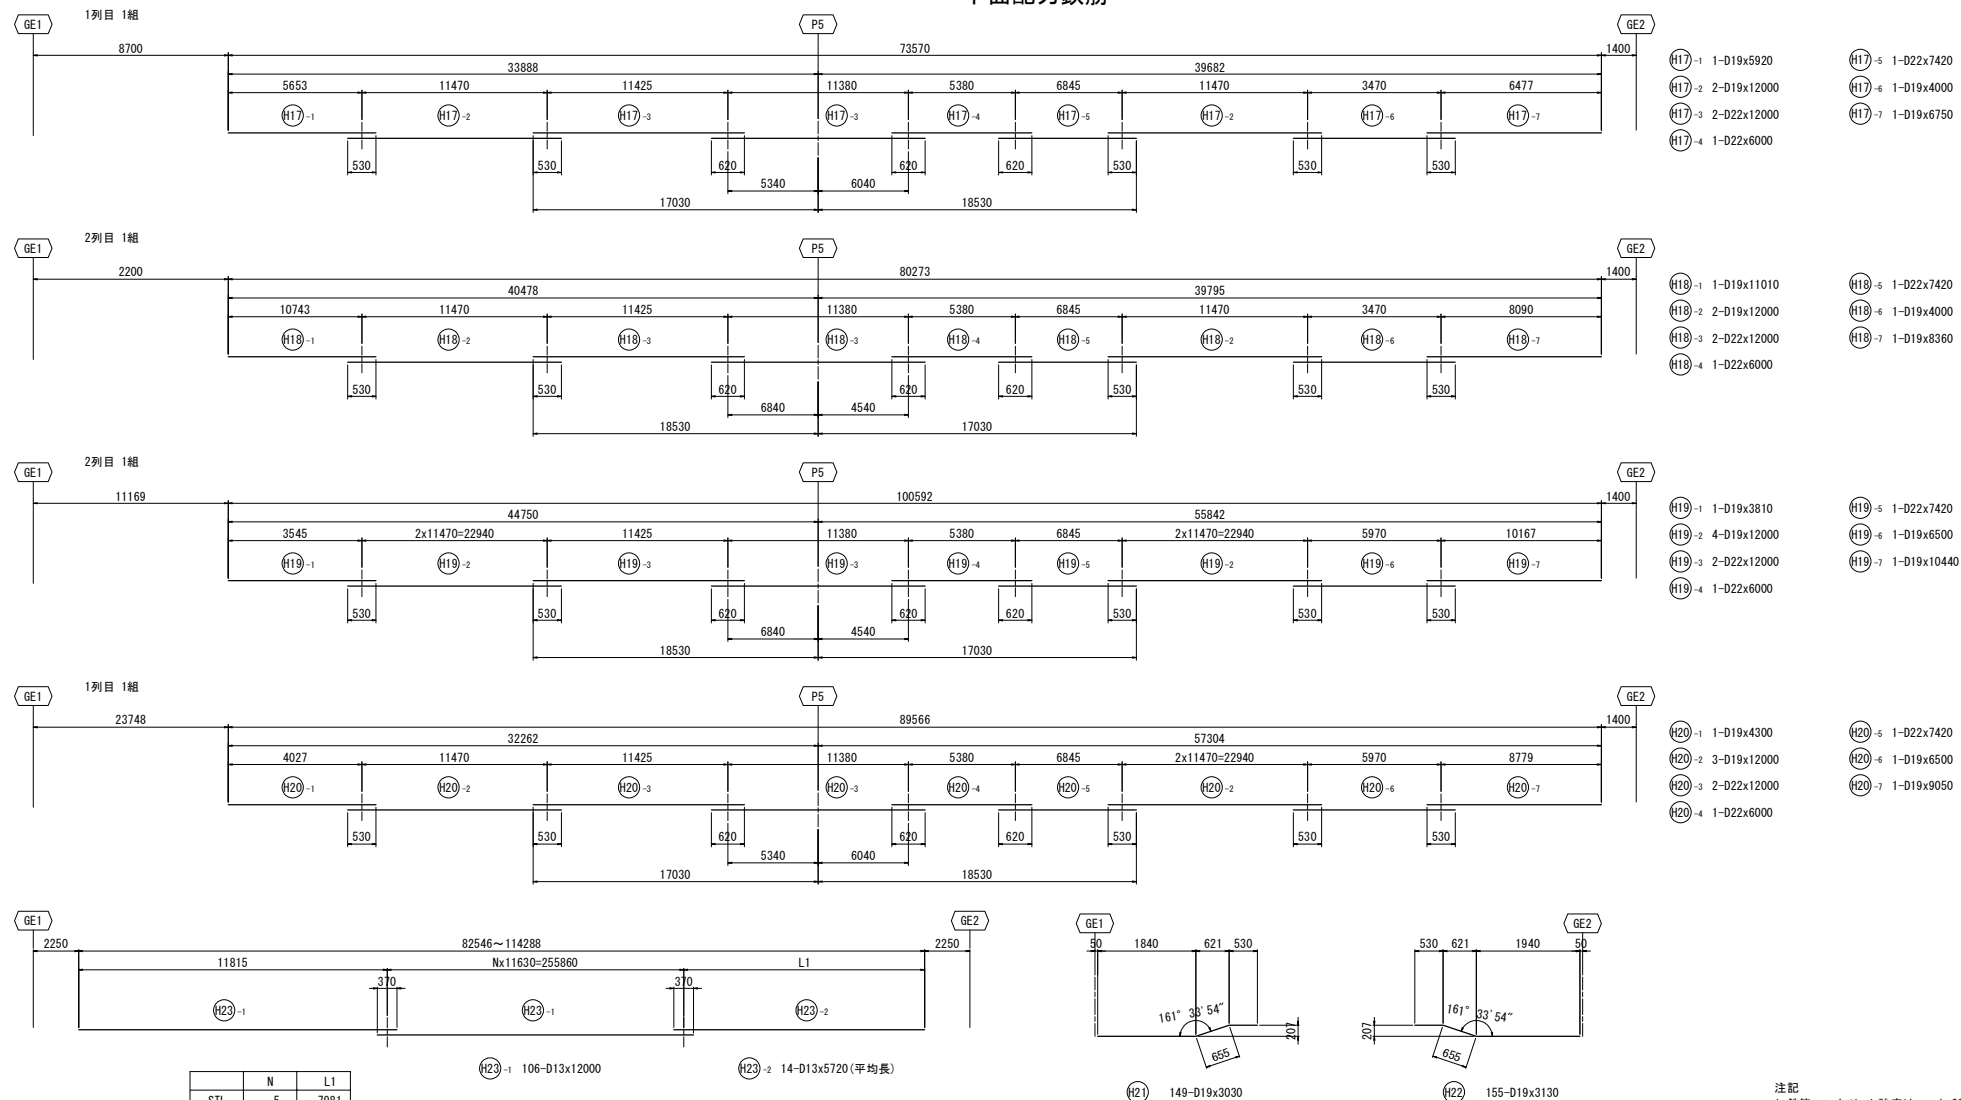 GE1 1列目 1組 P5 GE2
8700 73570 1400
33888 39682
5653 11470 11425 11380 5380 6845 11470 3470 6477
H17-1 H17-2 H17-3 H17-3 H17-4 H17-5 H17-2 H17-6 H17-7
530 530 620 620 620 530 530 530
5340 6040
17030 18530
H17-1 1-D19x5920
H17-2 2-D19x12000
H17-3 2-D22x12000
H17-4 1-D22x6000
H17-5 1-D22x7420
H17-6 1-D19x4000
H17-7 1-D19x6750
GE1 2列目 1組 P5 GE2
2200 80273 1400
40478 39795
10743 11470 11425 11380 5380 6845 11470 3470 8090
H18-1 H18-2 H18-3 H18-3 H18-4 H18-5 H18-2 H18-6 H18-7
530 530 620 620 620 530 530 530
6840 4540
18530 17030
H18-1 1-D19x11010
H18-2 2-D19x12000
H18-3 2-D22x12000
H18-4 1-D22x6000
H18-5 1-D22x7420
H18-6 1-D19x4000
H18-7 1-D19x8360
GE1 2列目 1組 P5 GE2
11169 100592 1400
44750 55842
3545 2x11470=22940 11425 11380 5380 6845 2x11470=22940 5970 10167
H19-1 H19-2 H19-3 H19-3 H19-4 H19-5 H19-2 H19-6 H19-7
530 530 620 620 620 530 530 530
6840 4540
18530 17030
H19-1 1-D19x3810
H19-2 4-D19x12000
H19-3 2-D22x12000
H19-4 1-D22x6000
H19-5 1-D22x7420
H19-6 1-D19x6500
H19-7 1-D19x10440
GE1 1列目 1組 P5 GE2
23748 89566 1400
32262 57304
4027 11470 11425 11380 5380 6845 2x11470=22940 5970 8779
H20-1 H20-2 H20-3 H20-3 H20-4 H20-5 H20-2 H20-6 H20-7
530 530 620 620 620 530 530 530
5340 6040
17030 18530
H20-1 1-D19x4300
H20-2 3-D19x12000
H20-3 2-D22x12000
H20-4 1-D22x6000
H20-5 1-D22x7420
H20-6 1-D19x6500
H20-7 1-D19x9050
GE1 GE2
2250 82546～114288 2250
11815 Nx11630=255860 L1
370 370
H23-1 H23-1 H23-2
H23-1 106-D13x12000
H23-2 14-D13x5720(平均長)
N L1
GE1
50 1840 621 530
161° 33′54″
207
655
H21 149-D19x3030
GE2
530 621 1940 50
161° 33′54″
207
655
H22 155-D19x3130
注記